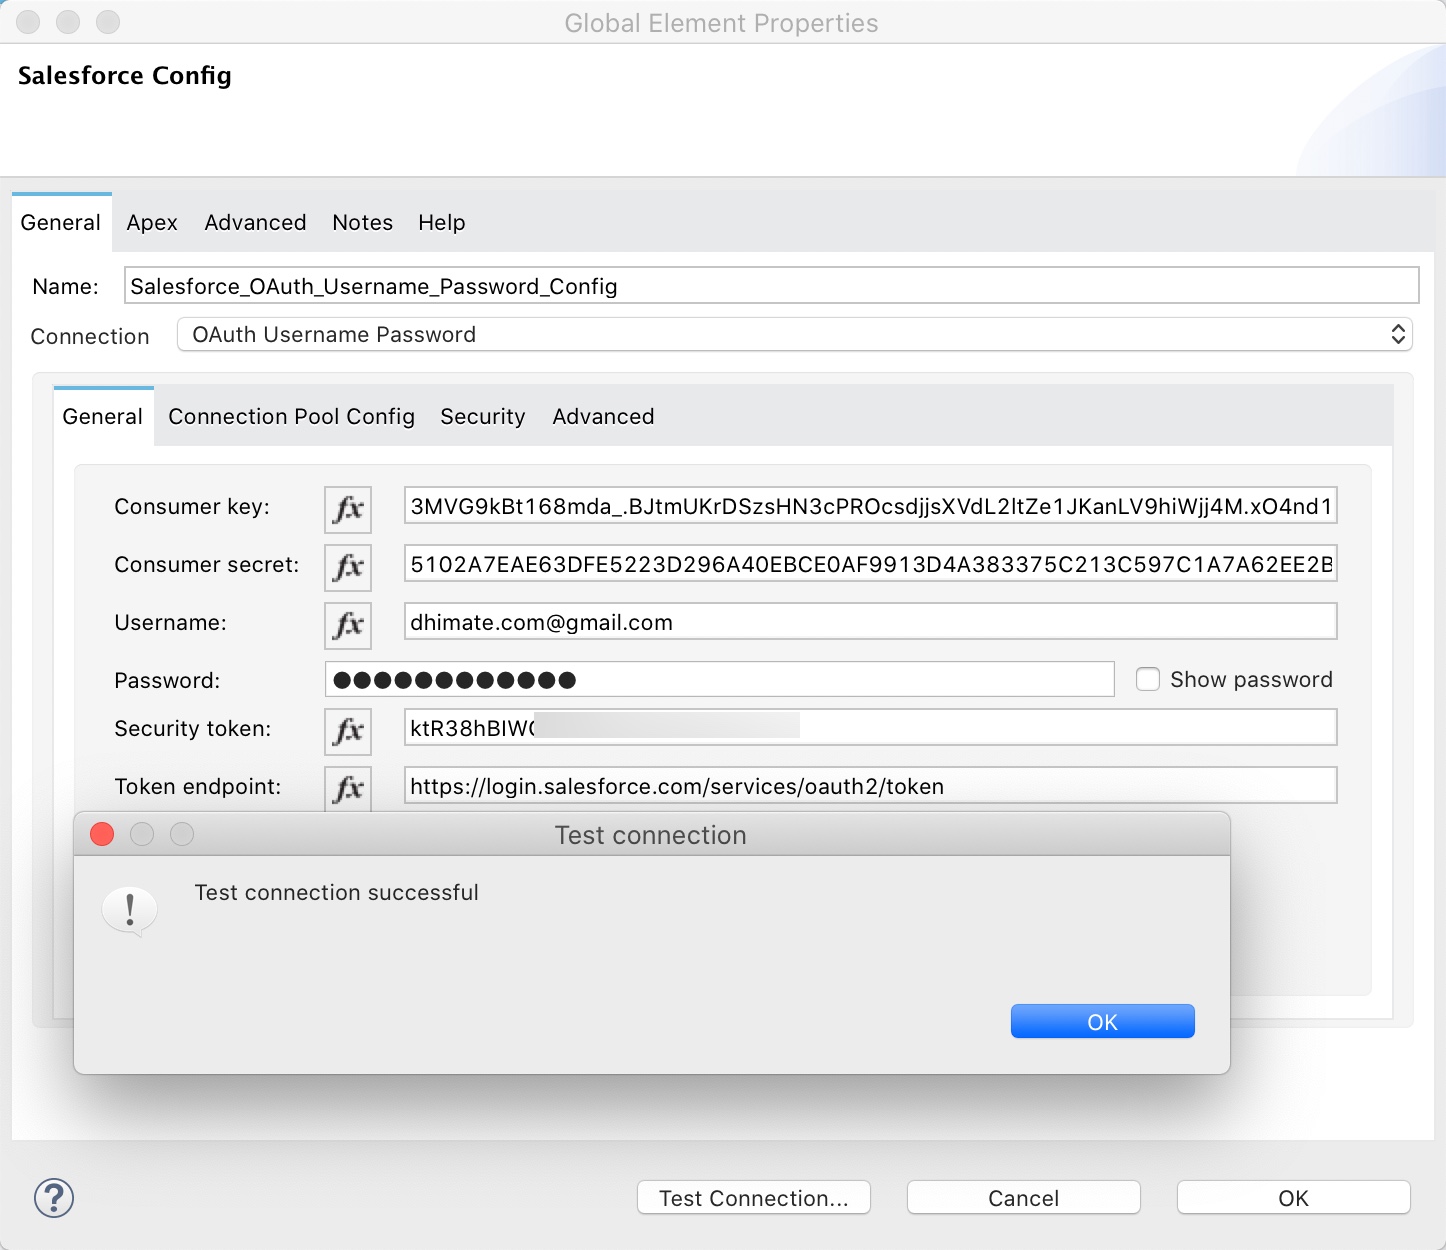 Global Element Properties
Salesforce Config
General Apex Advanced Notes Help
Name: Salesforce_OAuth_Username_Password_Config
Connection OAuth Username Password
General Connection Pool Config Security Advanced
Consumer key: fx 3MVG9kBt168mda_.BJtmUKrDSzsHN3cPROcsdjjsXVdL2ItZe1JKanLV9hiWjj4M.xO4nd1
Consumer secret: fx 5102A7EAE63DFE5223D296A40EBCE0AF9913D4A383375C213C597C1A7A62EE2B
Username: fx dhimate.com@gmail.com
Password: ●●●●●●●●●●●● Show password
Security token: fx
Token endpoint: fx https://login.salesforce.com/services/oauth2/token
Test connection
! Test connection successful
OK
? Test Connection... Cancel OK